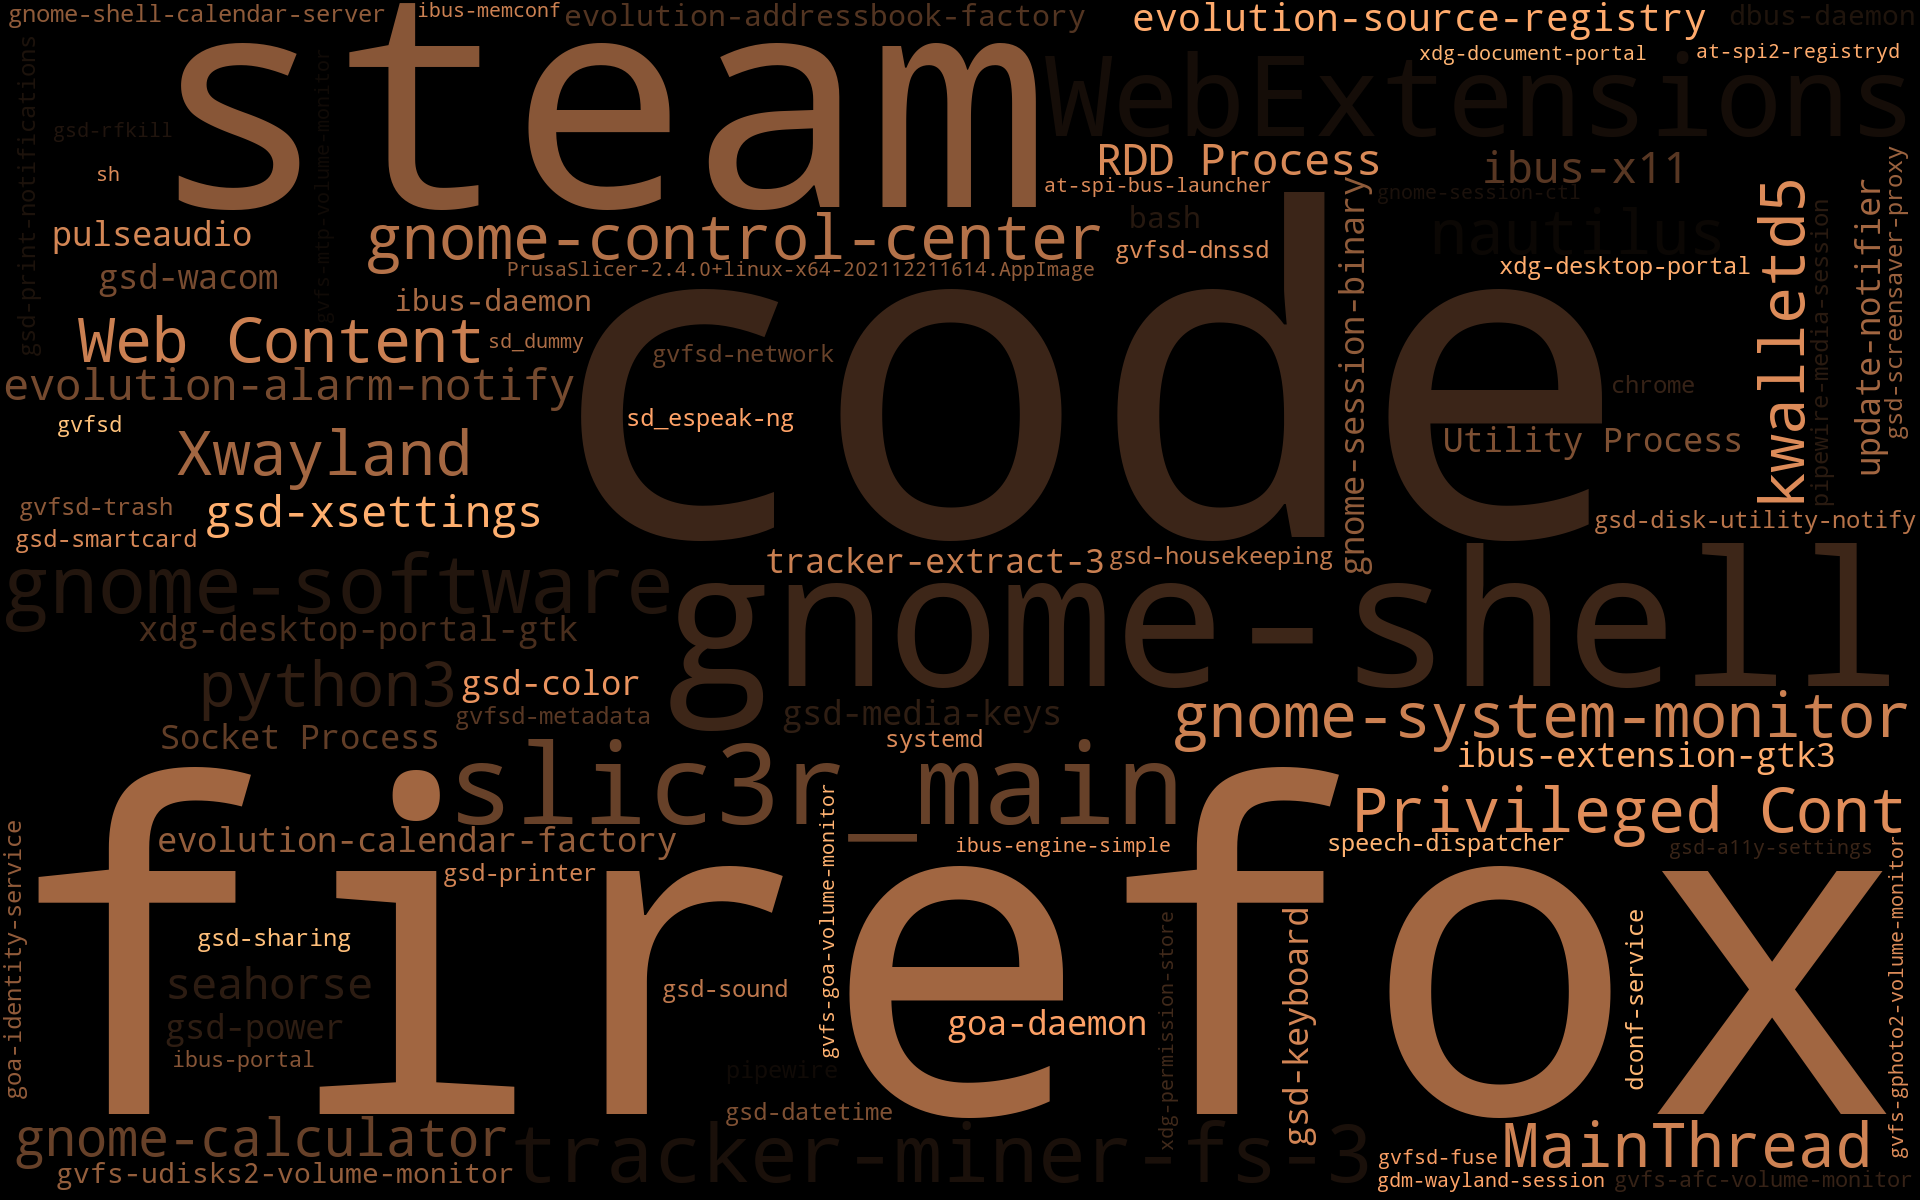 gnome-shell-calendar-server
ibus-memconf
evolution-addressbook-factory
evolution-source-registry
dbus-daemon
steam
xdg-document-portal
at-spi2-registryd
WebExtensions
gsd-print-notifications
gvfs-mtp-volume-monitor
gsd-rfkill
sh
RDD Process
ibus-x11
at-spi-bus-launcher
gnome-session-ctl
pulseaudio
gnome-control-center
bash
nautilus
gvfsd-dnssd
gnome-session-binary
xdg-desktop-portal
kwalletd5
pipewire-media-session
update-notifier
gsd-screensaver-proxy
gsd-wacom
PrusaSlicer-2.4.0+linux-x64-202112211614.AppImage
ibus-daemon
code
Web Content
sd_dummy
gvfsd-network
evolution-alarm-notify
chrome
gvfsd
sd_espeak-ng
Xwayland
Utility Process
gvfsd-trash
gsd-xsettings
gsd-disk-utility-notify
gsd-smartcard
tracker-extract-3
gsd-housekeeping
gnome-software
gnome-shell
xdg-desktop-portal-gtk
python3
gsd-color
gvfsd-metadata
gsd-media-keys
gnome-system-monitor
Socket Process
systemd
ibus-extension-gtk3
slic3r_main
firefox
Privileged Cont
evolution-calendar-factory
gvfs-goa-volume-monitor
ibus-engine-simple
speech-dispatcher
gsd-a11y-settings
goa-identity-service
gsd-printer
gvfs-gphoto2-volume-monitor
gsd-sharing
xdg-permission-store
gsd-keyboard
dconf-service
seahorse
gsd-sound
gsd-power
goa-daemon
ibus-portal
pipewire
gsd-datetime
gnome-calculator
tracker-miner-fs-3
MainThread
gvfsd-fuse
gvfs-udisks2-volume-monitor
gdm-wayland-session
gvfs-afc-volume-monitor